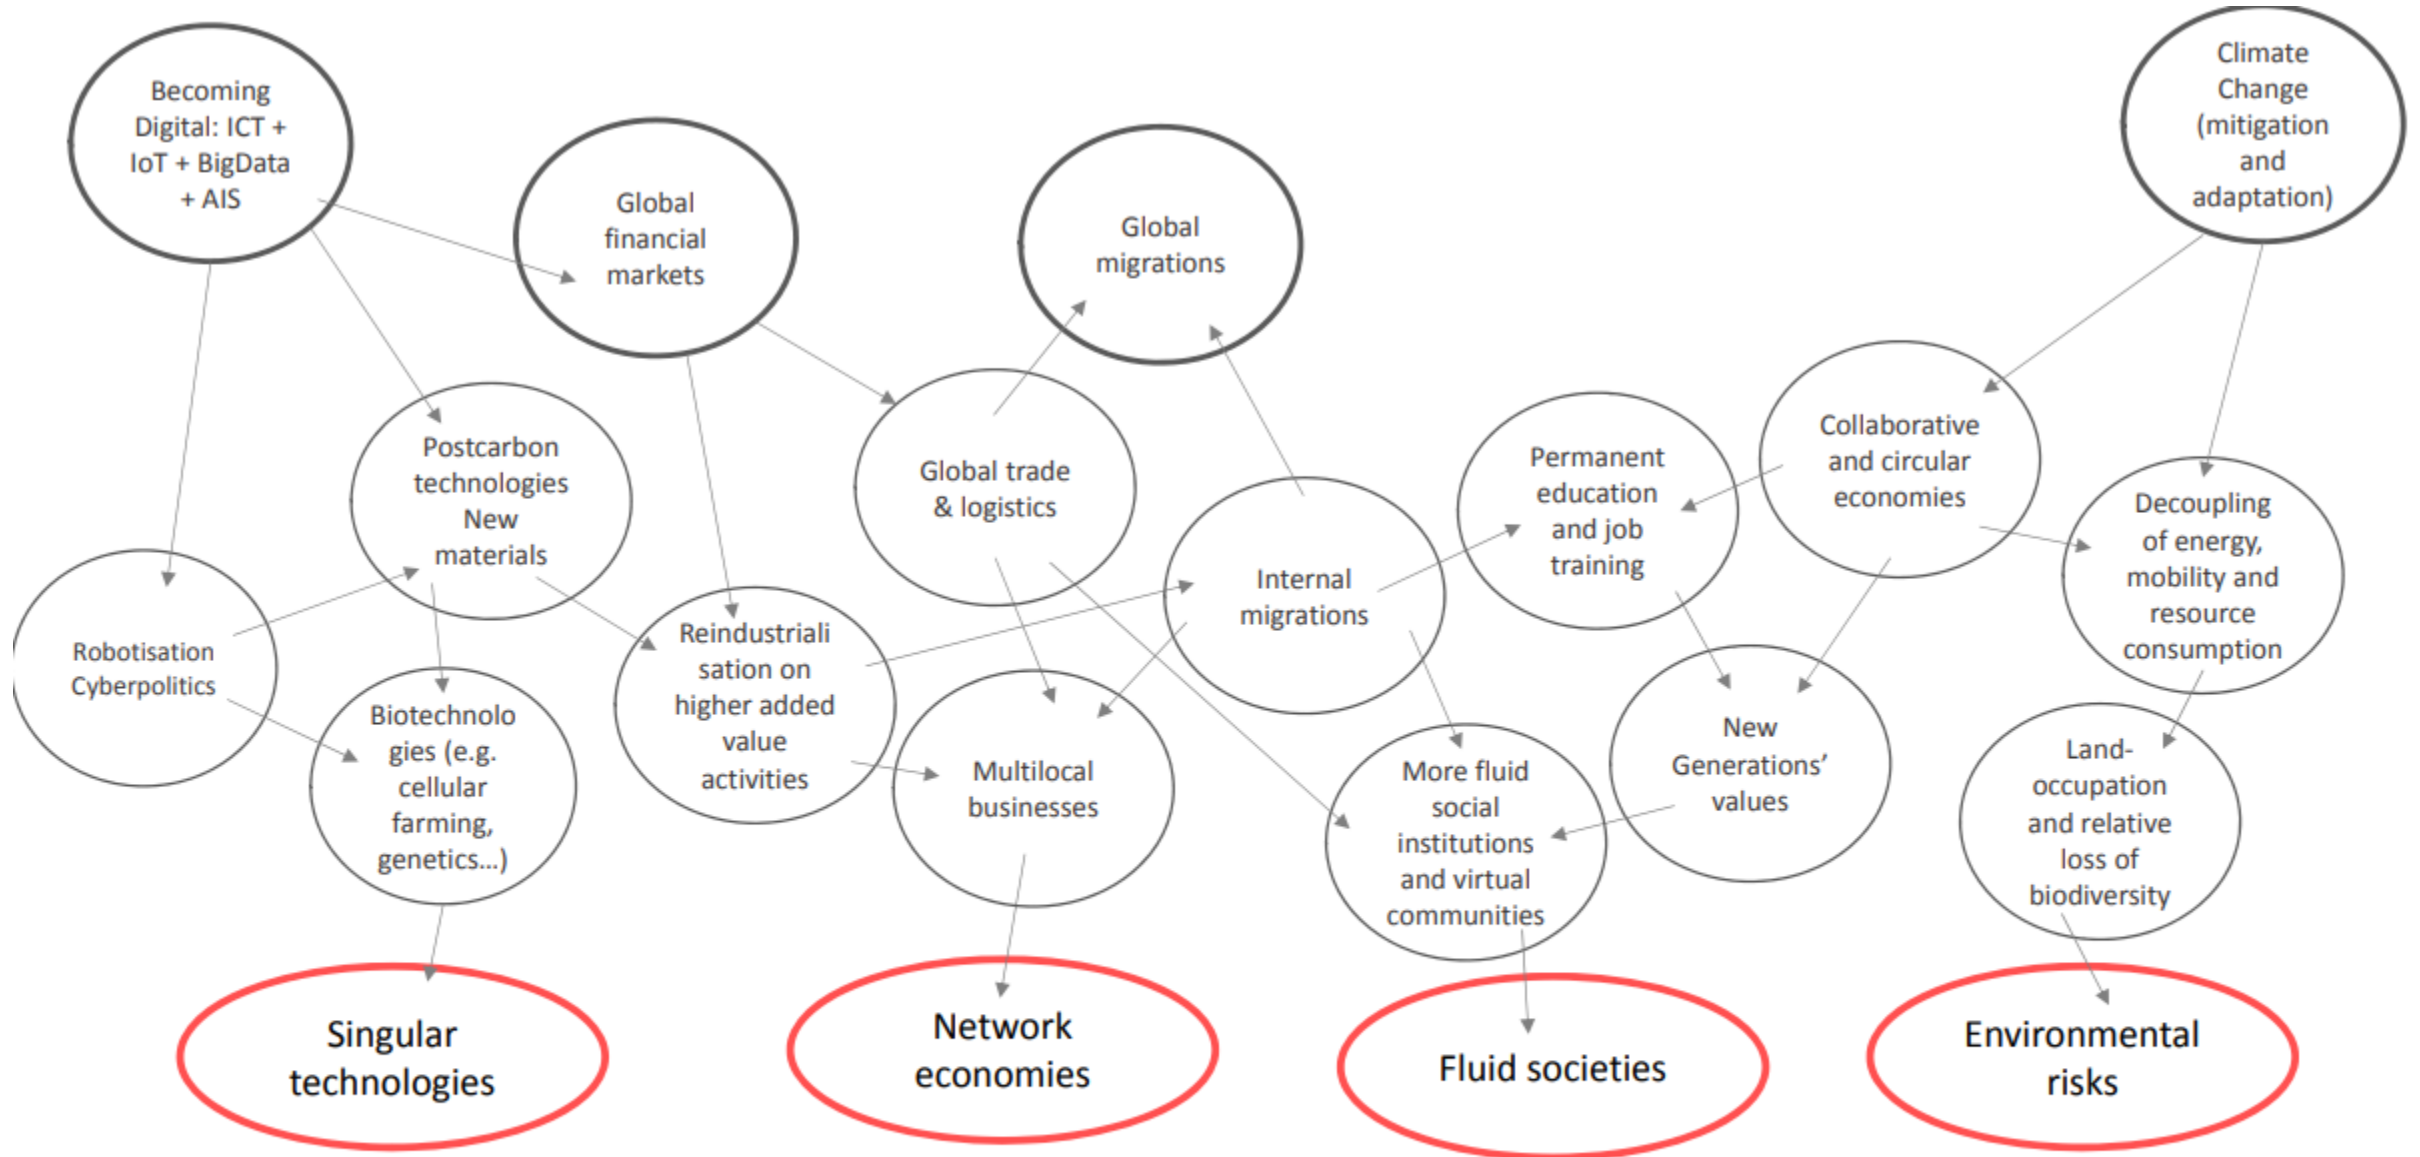 Becoming
Digital: ICT +
IoT + BigData
+ AIS
Global
financial
markets
Global
migrations
Climate
Change
(mitigation
and
adaptation)
Postcarbon
technologies
New
materials
Global trade
& logistics
Permanent
education
and job
training
Collaborative
and circular
economies
Decoupling
of energy,
mobility and
resource
consumption
Robotisation
Cyberpolitics
Biotechnolo
gies (e.g.
cellular
farming,
genetics...)
Reindustriali
sation on
higher added
value
activities
Internal
migrations
Multilocal
businesses
More fluid
social
institutions
and virtual
communities
New
Generations’
values
Land-
occupation
and relative
loss of
biodiversity
Singular
technologies
Network
economies
Fluid societies
Environmental
risks